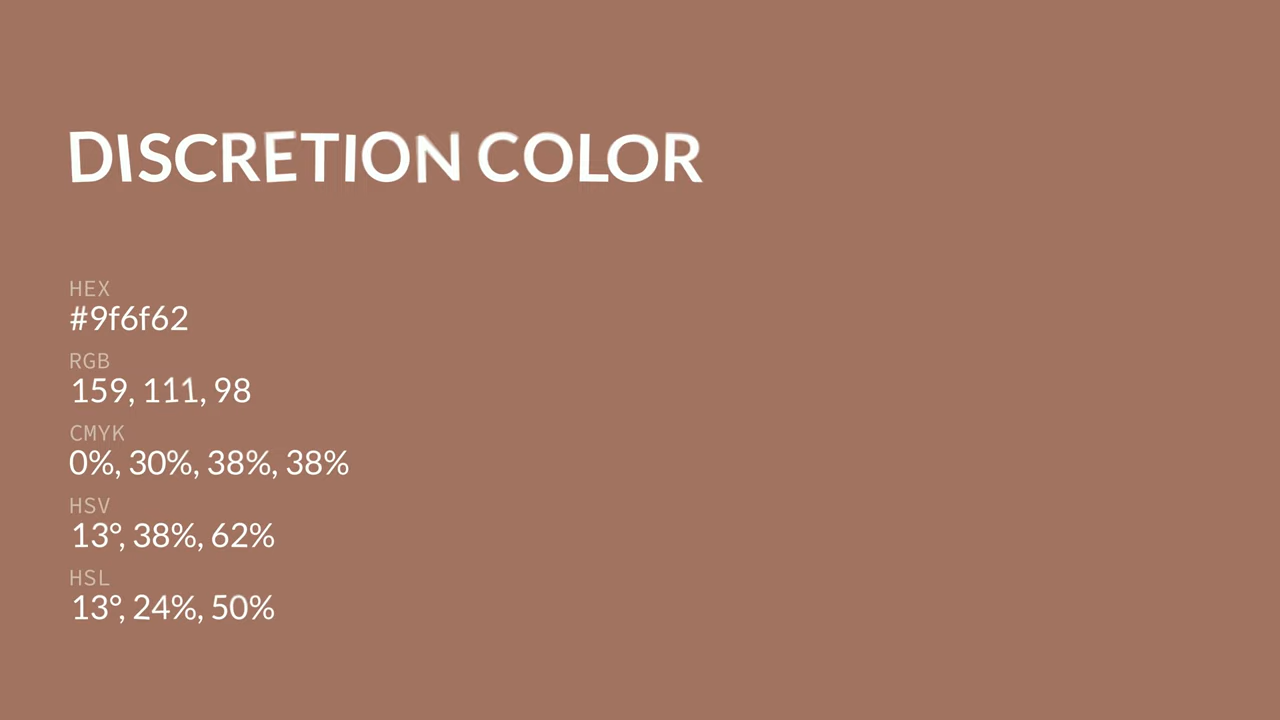 DISCRETION COLOR
HEX
#9f6f62
RGB
159, 111, 98
CMYK
0%, 30%, 38%, 38%
HSV
13°, 38%, 62%
HSL
13°, 24%, 50%